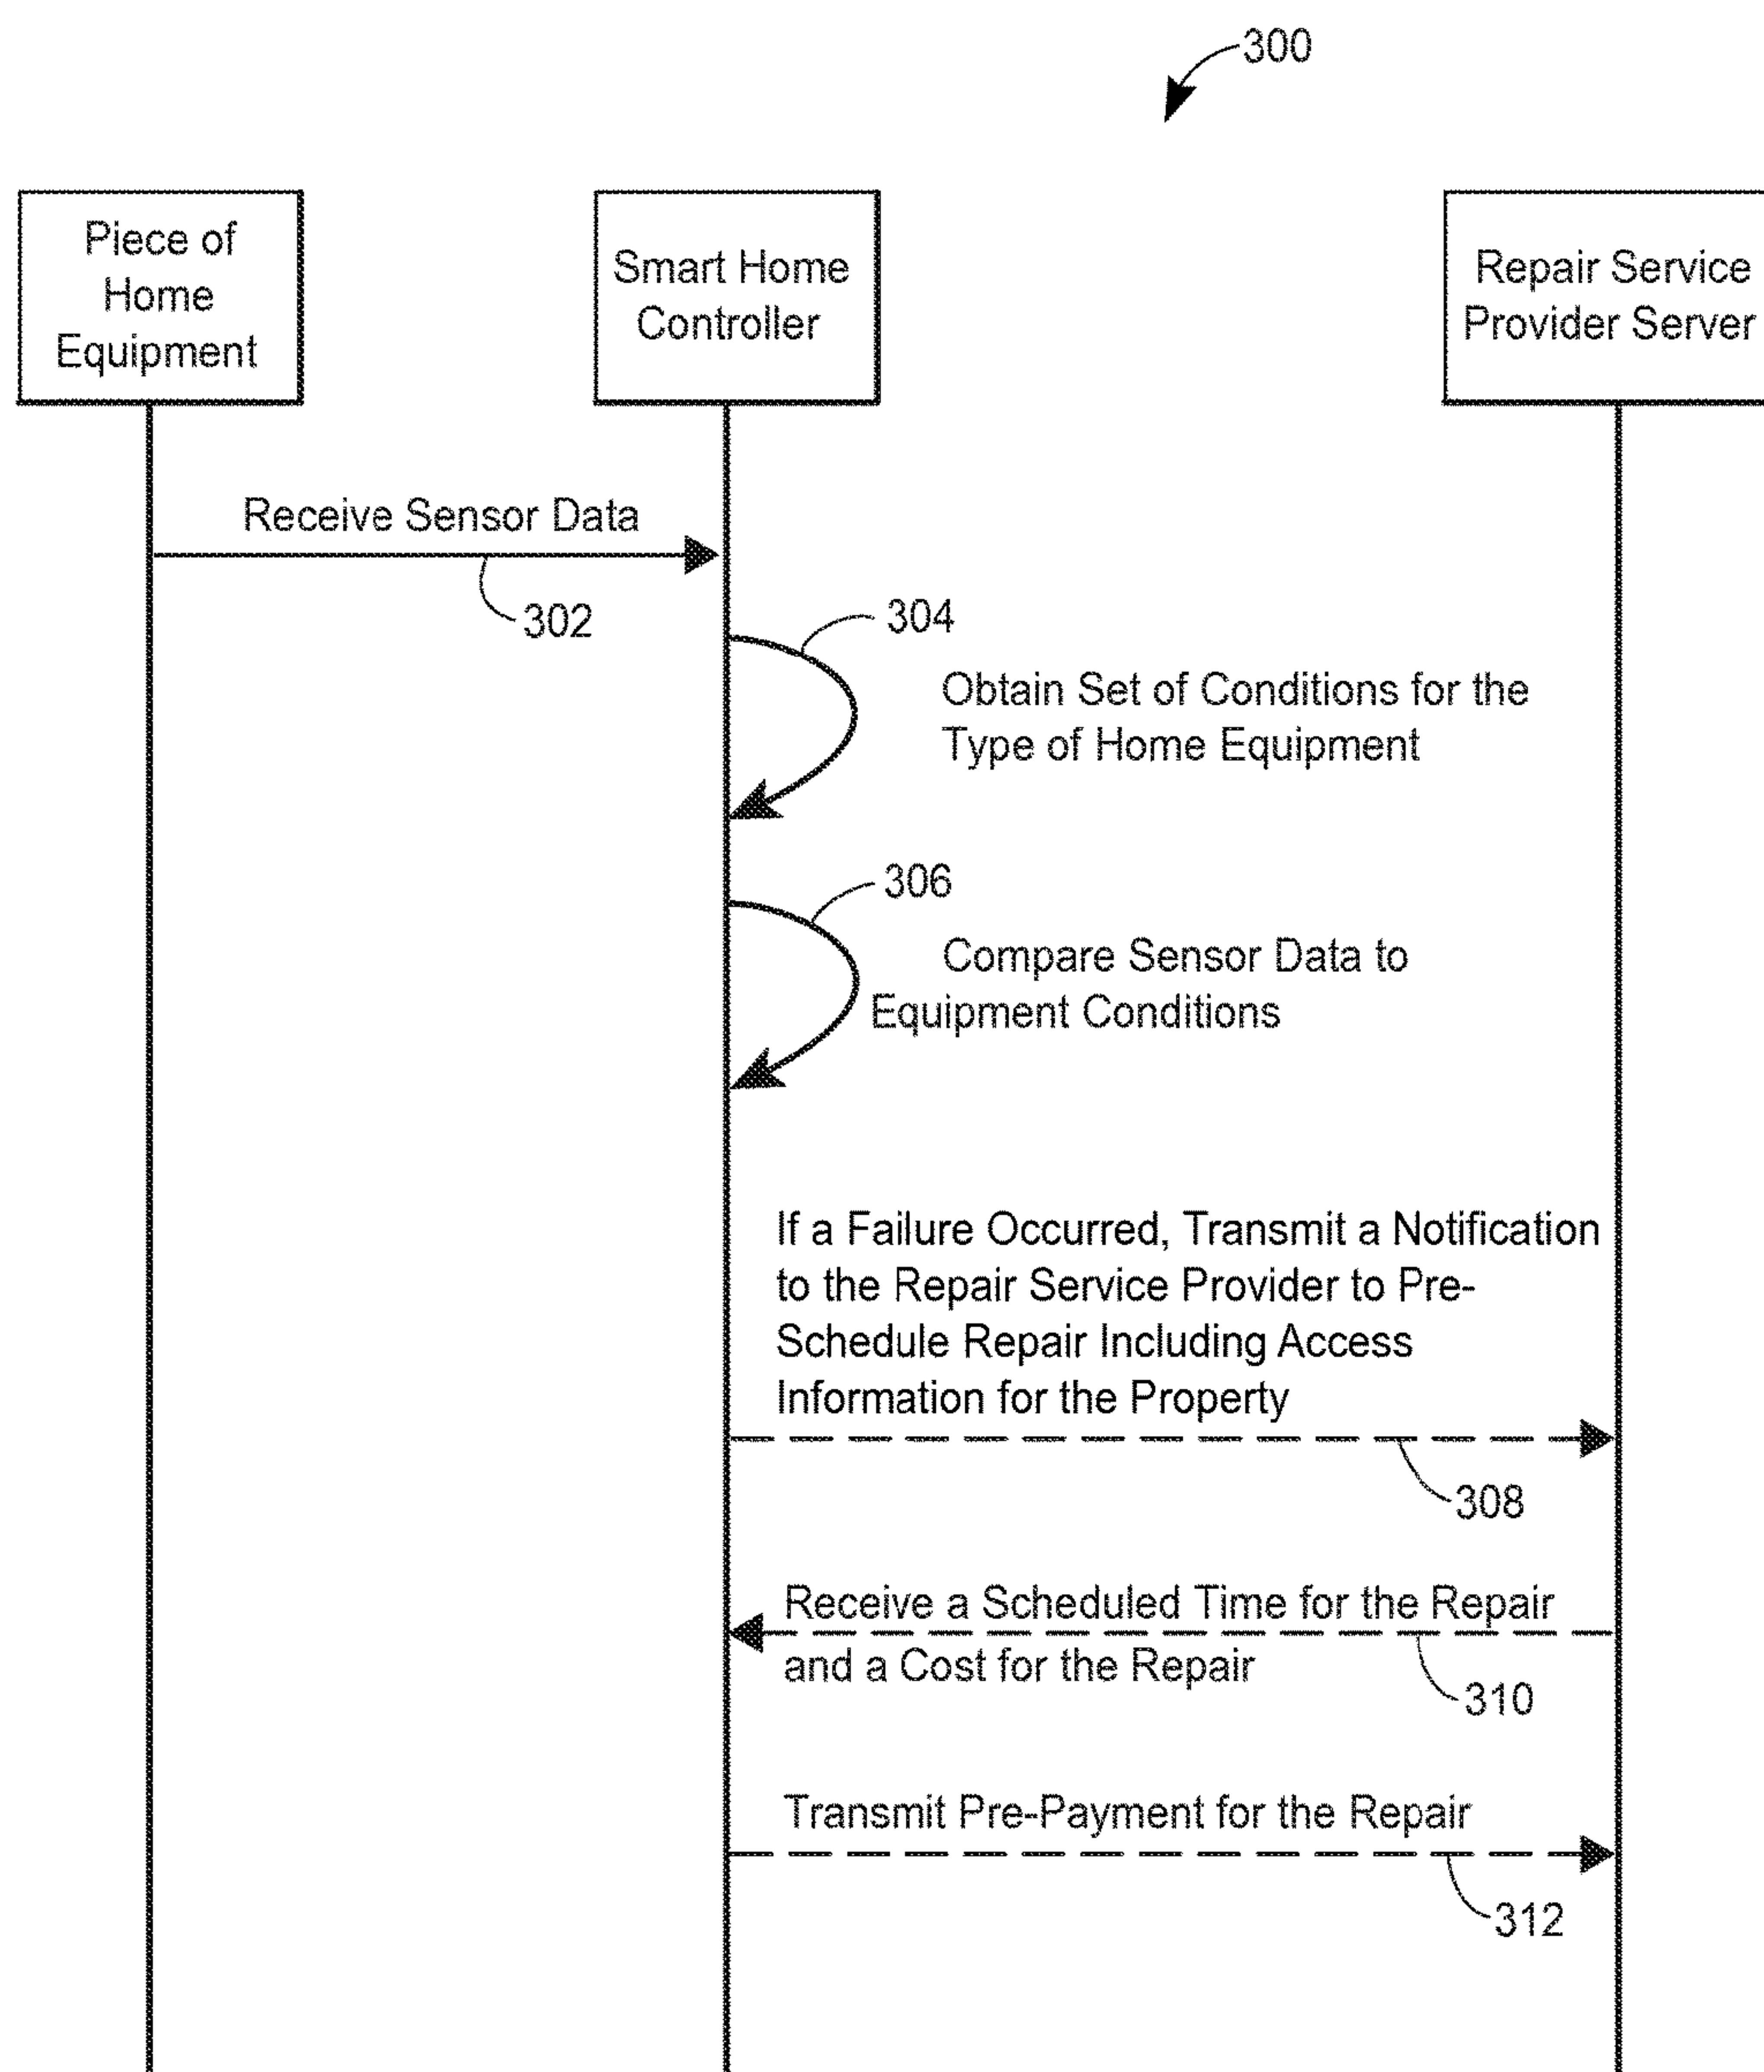 300
Piece of
Home
Equipment
Smart Home
Controller
Repair Service
Provider Server
Receive Sensor Data
302
304
Obtain Set of Conditions for the
Type of Home Equipment
306
Compare Sensor Data to
Equipment Conditions
If a Failure Occurred, Transmit a Notification
to the Repair Service Provider to Pre-
Schedule Repair Including Access
Information for the Property
308
Receive a Scheduled Time for the Repair
and a Cost for the Repair
310
Transmit Pre-Payment for the Repair
312